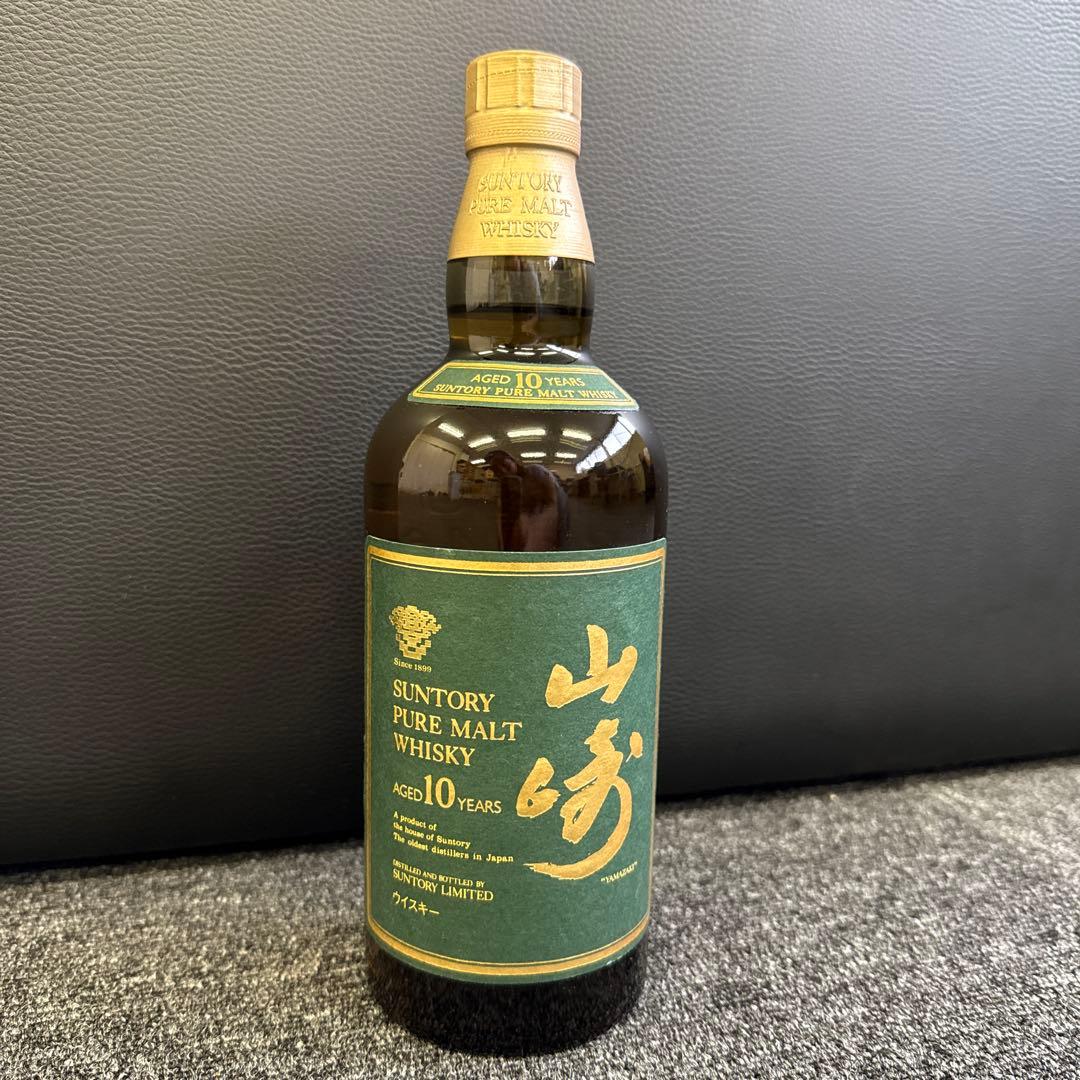 SUNTORY
PURE MALT
WHISKY
AGED 10 YEARS
SUNTORY PURE MALT WHISKY
Since 1899
SUNTORY
PURE MALT
WHISKY
AGED 10 YEARS
A product of
the house of Suntory
The oldest distillers in Japan
DISTILLED AND BOTTLED BY
SUNTORY LIMITED
ウイスキー
山崎
"YAMAZAKI"